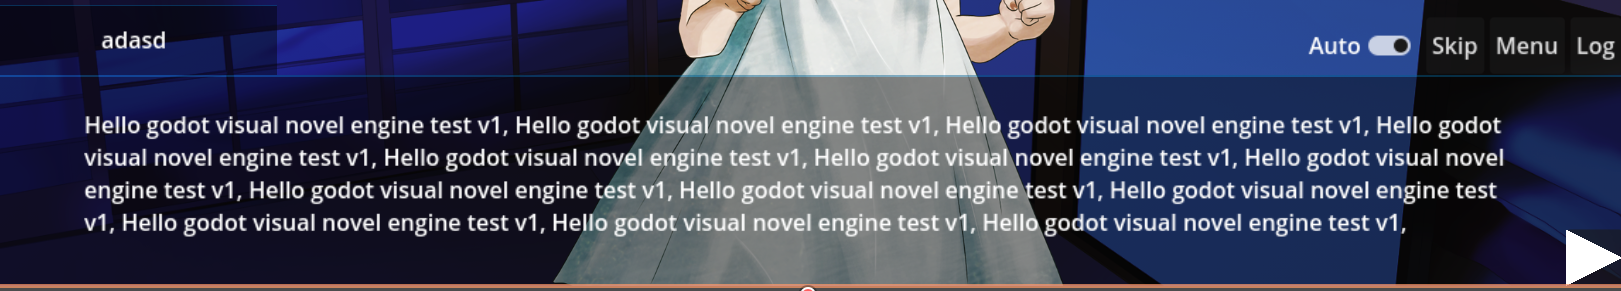 adasd
Auto Skip Menu Log
Hello godot visual novel engine test v1, Hello godot visual novel engine test v1, Hello godot visual novel engine test v1, Hello godot
visual novel engine test v1, Hello godot visual novel engine test v1, Hello godot visual novel engine test v1, Hello godot visual novel
engine test v1, Hello godot visual novel engine test v1, Hello godot visual novel engine test v1, Hello godot visual novel engine test
v1, Hello godot visual novel engine test v1, Hello godot visual novel engine test v1, Hello godot visual novel engine test v1,